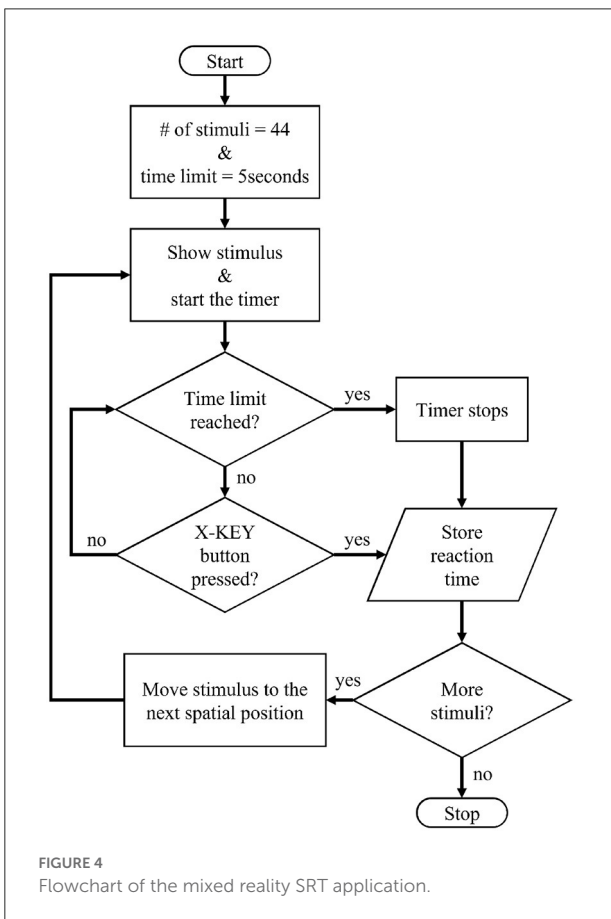 Start
# of stimuli = 44
&
time limit = 5seconds
Show stimulus
&
start the timer
Time limit
reached?
yes
Timer stops
no
X-KEY
button
pressed?
no
yes
Store
reaction
time
More
stimuli?
yes
Move stimulus to the
next spatial position
no
Stop
FIGURE 4
Flowchart of the mixed reality SRT application.